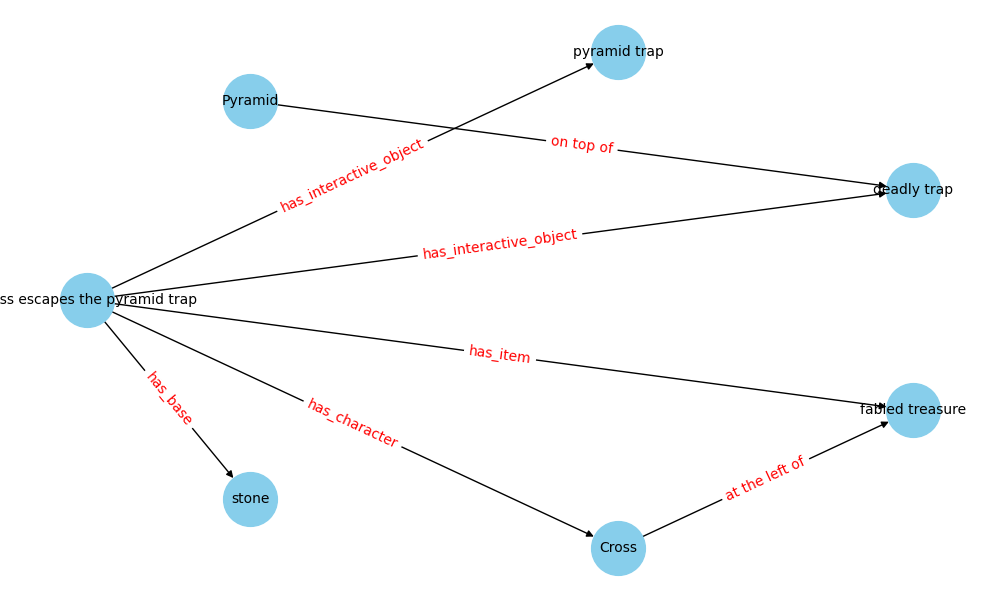 pyramid trap
Pyramid
on top of
has_interactive_object
deadly trap
has_interactive_object
ss escapes the pyramid trap
has_item
has_base
has_character
fabled treasure
at the left of
stone
Cross